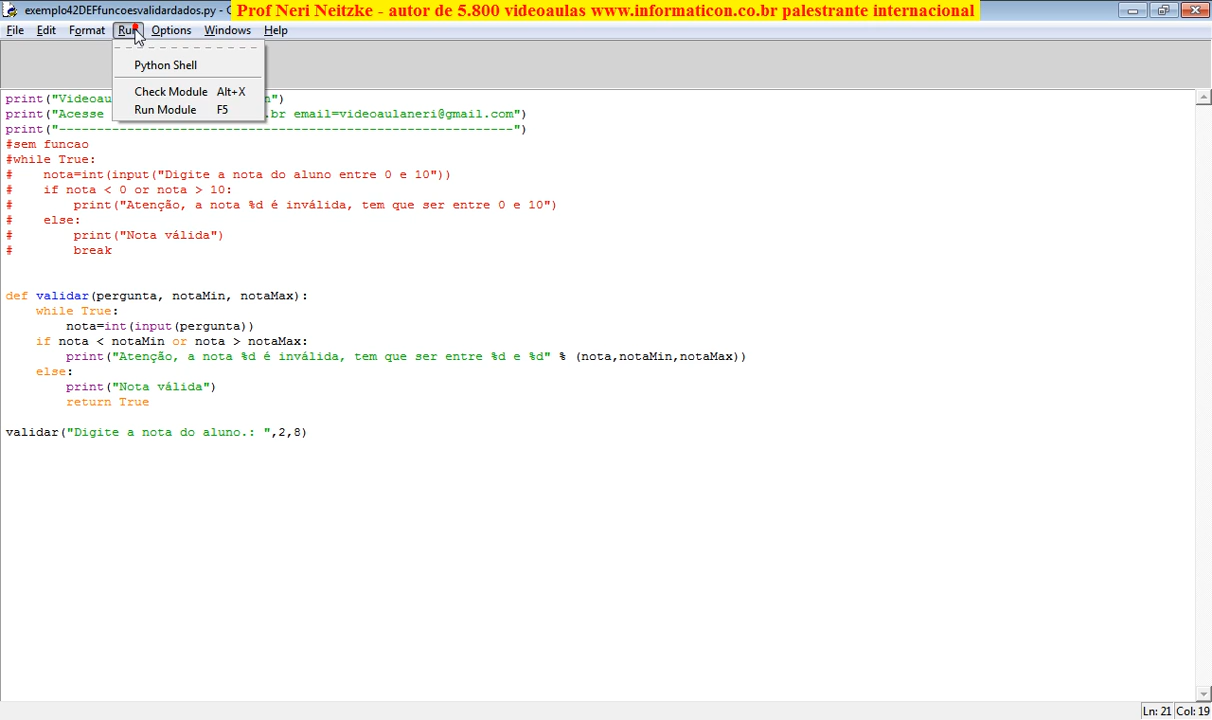 exemplo42DEFfuncoesvalidardados.py -
Prof Neri Neitzke - autor de 5.800 videoaulas www.informaticon.co.br palestrante internacional
File Edit Format Run Options Windows Help
Python Shell
Check Module Alt+X
Run Module F5
print("Videoau n")
print("Acesse .br email=videoaulaneri@gmail.com")
print("-------------------------------------------------------------")
#sem funcao
#while True:
#    nota=int(input("Digite a nota do aluno entre 0 e 10"))
#    if nota < 0 or nota > 10:
#        print("Atenção, a nota %d é inválida, tem que ser entre 0 e 10")
#    else:
#        print("Nota válida")
#        break
def validar(pergunta, notaMin, notaMax):
    while True:
        nota=int(input(pergunta))
    if nota < notaMin or nota > notaMax:
        print("Atenção, a nota %d é inválida, tem que ser entre %d e %d" % (nota,notaMin,notaMax))
    else:
        print("Nota válida")
        return True
validar("Digite a nota do aluno.: ",2,8)
Ln: 21 Col: 19